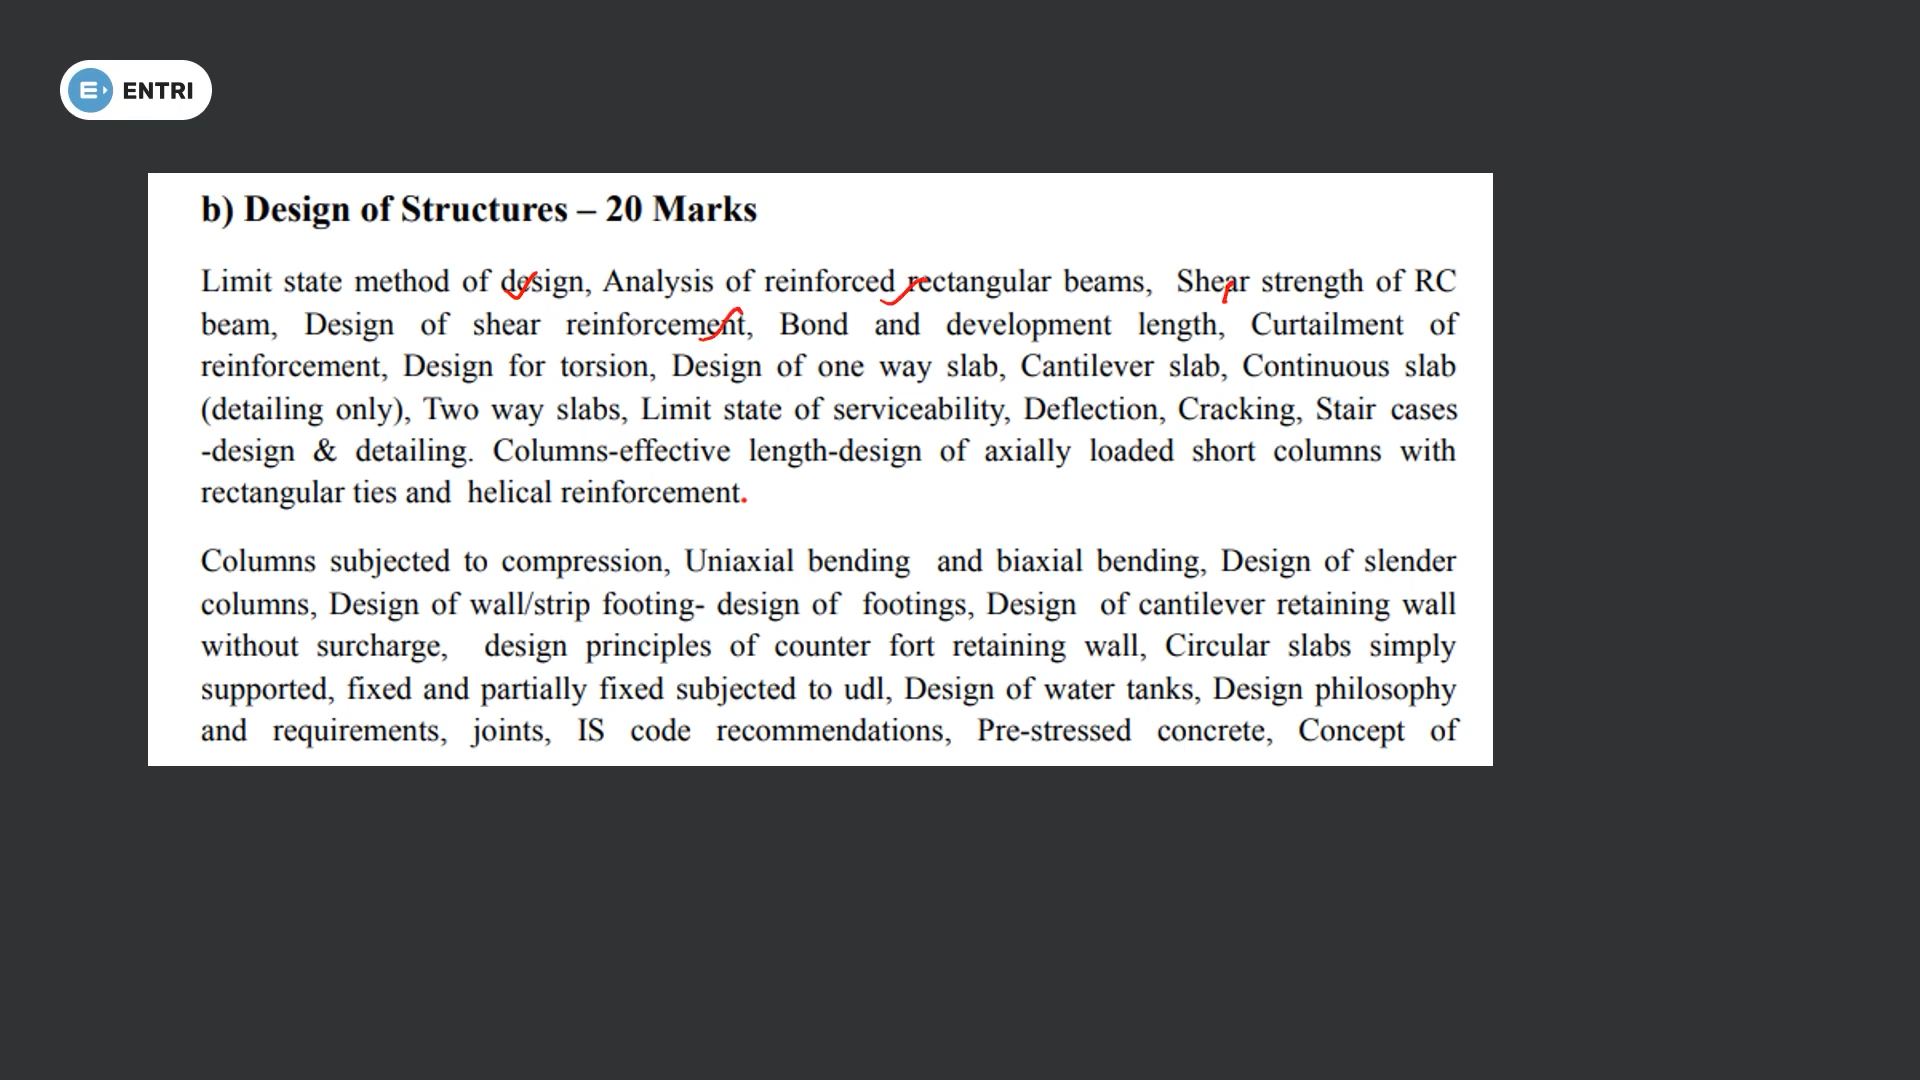 ENTRI
b) Design of Structures – 20 Marks
Limit state method of design, Analysis of reinforced rectangular beams, Shear strength of RC
beam, Design of shear reinforcement, Bond and development length, Curtailment of
reinforcement, Design for torsion, Design of one way slab, Cantilever slab, Continuous slab
(detailing only), Two way slabs, Limit state of serviceability, Deflection, Cracking, Stair cases
-design & detailing. Columns-effective length-design of axially loaded short columns with
rectangular ties and helical reinforcement.
Columns subjected to compression, Uniaxial bending and biaxial bending, Design of slender
columns, Design of wall/strip footing- design of footings, Design of cantilever retaining wall
without surcharge, design principles of counter fort retaining wall, Circular slabs simply
supported, fixed and partially fixed subjected to udl, Design of water tanks, Design philosophy
and requirements, joints, IS code recommendations, Pre-stressed concrete, Concept of